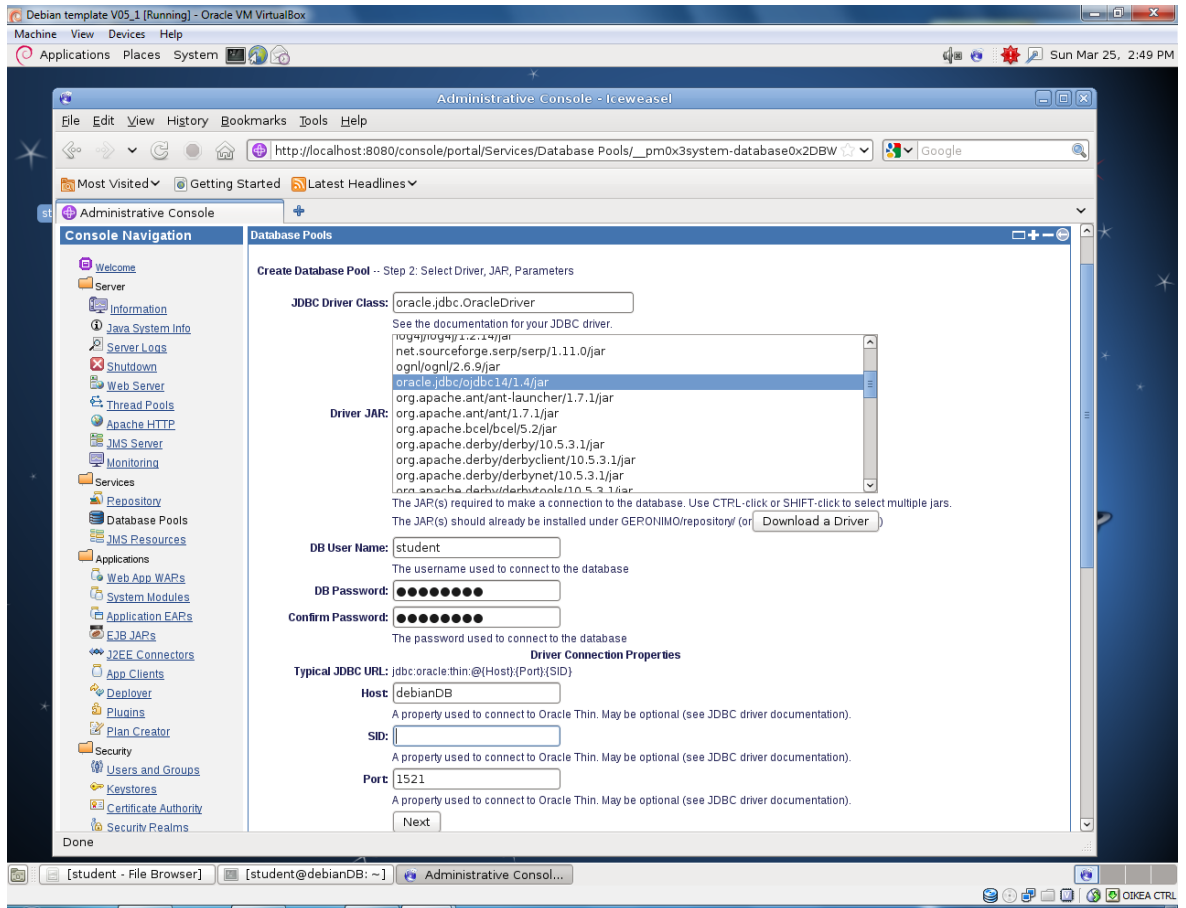 Debian template V05_1 [Running] - Oracle VM VirtualBox
Machine View Devices Help
Applications Places System
Sun Mar 25, 2:49 PM
Administrative Console - Iceweasel
File Edit View History Bookmarks Tools Help
http://localhost:8080/console/portal/Services/Database Pools/__pm0x3system-database0x2DBW
Google
Most Visited Getting Started Latest Headlines
st
Administrative Console
Console Navigation
Welcome
Server
Information
Java System Info
Server Logs
Shutdown
Web Server
Thread Pools
Apache HTTP
JMS Server
Monitoring
Services
Repository
Database Pools
JMS Resources
Applications
Web App WARs
System Modules
Application EARs
EJB JARs
J2EE Connectors
App Clients
Deployer
Plugins
Plan Creator
Security
Users and Groups
Keystores
Certificate Authority
Security Realms
Database Pools
Create Database Pool -- Step 2: Select Driver, JAR, Parameters
JDBC Driver Class: oracle.jdbc.OracleDriver
See the documentation for your JDBC driver.
log4j/log4j/1.2.14/jar
net.sourceforge.serp/serp/1.11.0/jar
ognl/ognl/2.6.9/jar
oracle.jdbc/ojdbc14/1.4/jar
org.apache.ant/ant-launcher/1.7.1/jar
Driver JAR: org.apache.ant/ant/1.7.1/jar
org.apache.bcel/bcel/5.2/jar
org.apache.derby/derby/10.5.3.1/jar
org.apache.derby/derbyclient/10.5.3.1/jar
org.apache.derby/derbynet/10.5.3.1/jar
org.apache.derby/derbytools/10.5.3.1/jar
The JAR(s) required to make a connection to the database. Use CTRL-click or SHIFT-click to select multiple jars.
The JAR(s) should already be installed under GERONIMO/repository/ (or Download a Driver )
DB User Name: student
The username used to connect to the database
DB Password: ●●●●●●●●
Confirm Password: ●●●●●●●●
The password used to connect to the database
Driver Connection Properties
Typical JDBC URL: jdbc:oracle:thin:@{Host}:{Port}:{SID}
Host: debianDB
A property used to connect to Oracle Thin. May be optional (see JDBC driver documentation).
SID:
A property used to connect to Oracle Thin. May be optional (see JDBC driver documentation).
Port: 1521
A property used to connect to Oracle Thin. May be optional (see JDBC driver documentation).
Next
Done
[student - File Browser] [student@debianDB: ~] Administrative Consol...
OIKEA CTRL